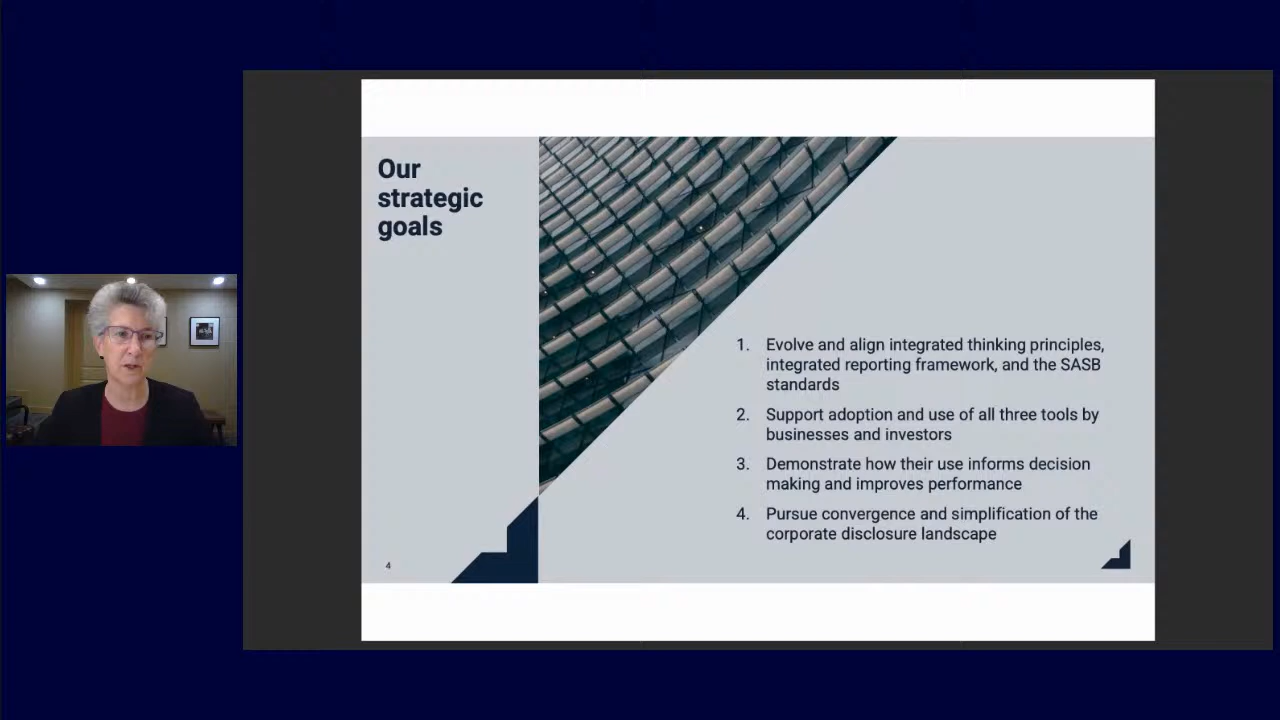 Our
strategic
goals
1. Evolve and align integrated thinking principles,
integrated reporting framework, and the SASB
standards
2. Support adoption and use of all three tools by
businesses and investors
3. Demonstrate how their use informs decision
making and improves performance
4. Pursue convergence and simplification of the
corporate disclosure landscape
4